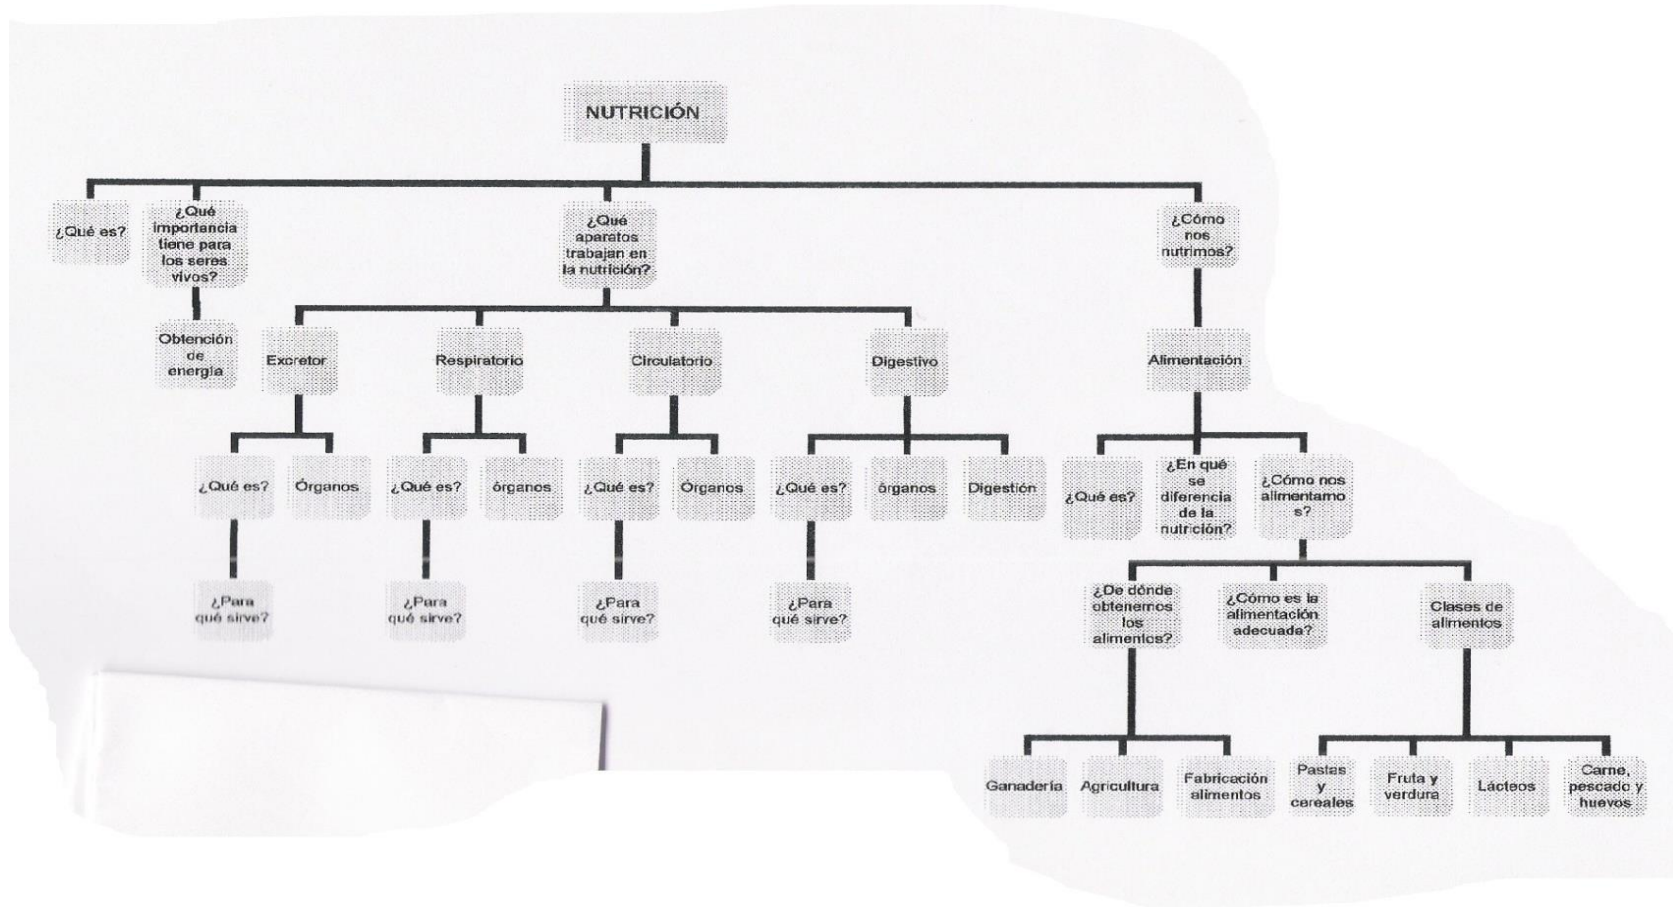 NUTRICIÓN
¿Qué es?
¿Qué
importancia
tiene para
los seres
vivos?
¿Qué
aparatos
trabajan en
la nutrición?
¿Cómo
nos
nutrimos?
Obtención
de
energía
Excretor
Respiratorio
Circulatorio
Digestivo
Alimentación
¿Qué es?
Órganos
¿Qué es?
órganos
¿Qué es?
Órganos
¿Qué es?
órganos
Digestión
¿Qué es?
¿En qué
se
diferencia
de la
nutrición?
¿Cómo nos
alimentamo
s?
¿Para
qué sirve?
¿Para
qué sirve?
¿Para
qué sirve?
¿Para
qué sirve?
¿De dónde
obtenemos
los
alimentos?
¿Cómo es la
alimentación
adecuada?
Clases de
alimentos
Ganadería
Agricultura
Fabricación
alimentos
Pastas
y
cereales
Fruta y
verdura
Lácteos
Carne,
pescado y
huevos